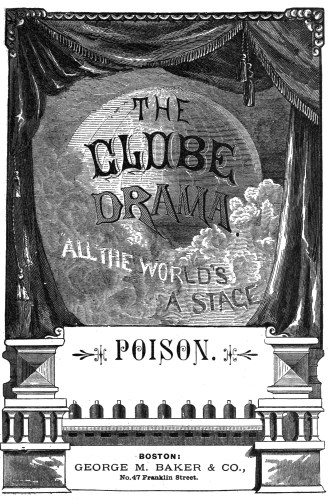 THE
GLOBE
DRAMA.
ALL THE WORLD'S
A STAGE
POISON.
BOSTON:
GEORGE M. BAKER & CO.,
No. 47 Franklin Street.